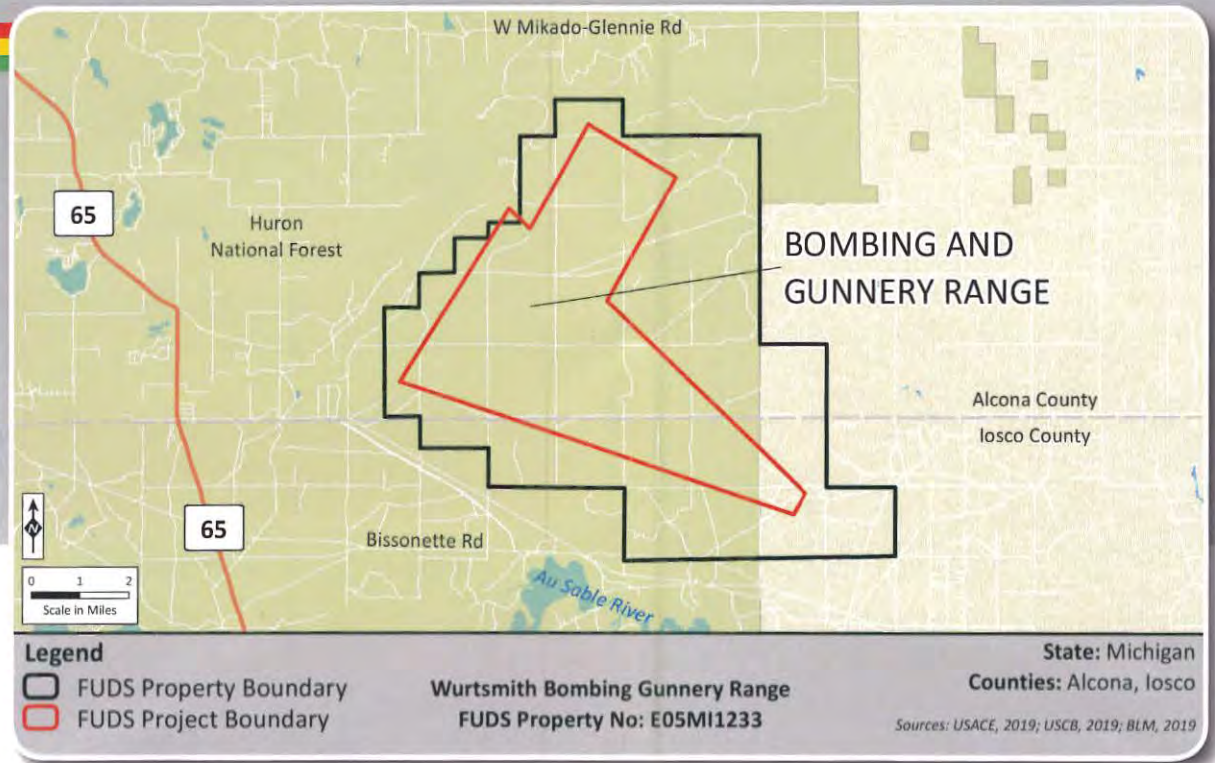 W Mikado-Glennie Rd
65
Huron
National Forest
BOMBING AND
GUNNERY RANGE
Alcona County
Iosco County
65
Bissonette Rd
Au Sable River
N
0 1 2
Scale in Miles
Legend
FUDS Property Boundary
FUDS Project Boundary
Wurtsmith Bombing Gunnery Range
FUDS Property No: E05MI1233
State: Michigan
Counties: Alcona, Iosco
Sources: USACE, 2019; USCB, 2019; BLM, 2019